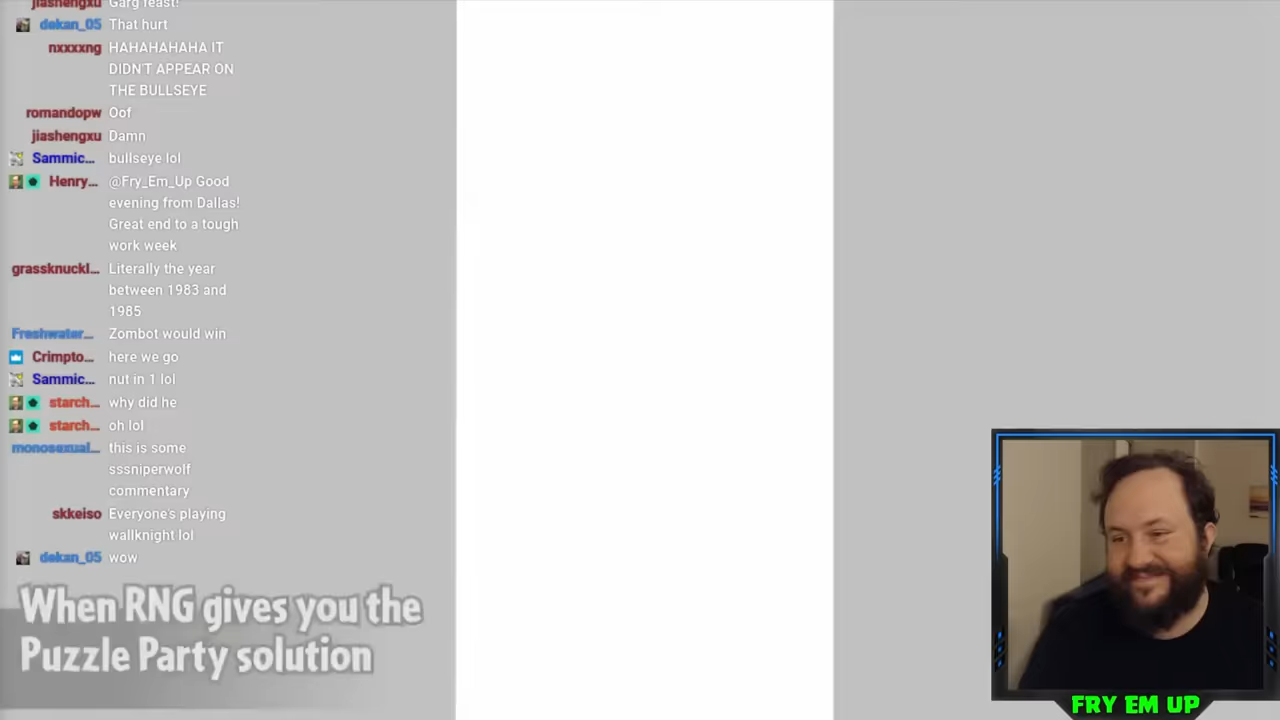 jiashengxu Garg feast!
dekan_05 That hurt
nxxxxng HAHAHAHAHA IT
DIDN'T APPEAR ON
THE BULLSEYE
romandopw Oof
jiashengxu Damn
Sammic... bullseye lol
Henry... @Fry_Em_Up Good
evening from Dallas!
Great end to a tough
work week
grassknuckl... Literally the year
between 1983 and
1985
Freshwater... Zombot would win
Crimpto... here we go
Sammic... nut in 1 lol
starch... why did he
starch... oh lol
monosexual... this is some
sssniperwolf
commentary
skkeiso Everyone's playing
wallknight lol
dekan_05 wow
When RNG gives you the
Puzzle Party solution
FRY EM UP